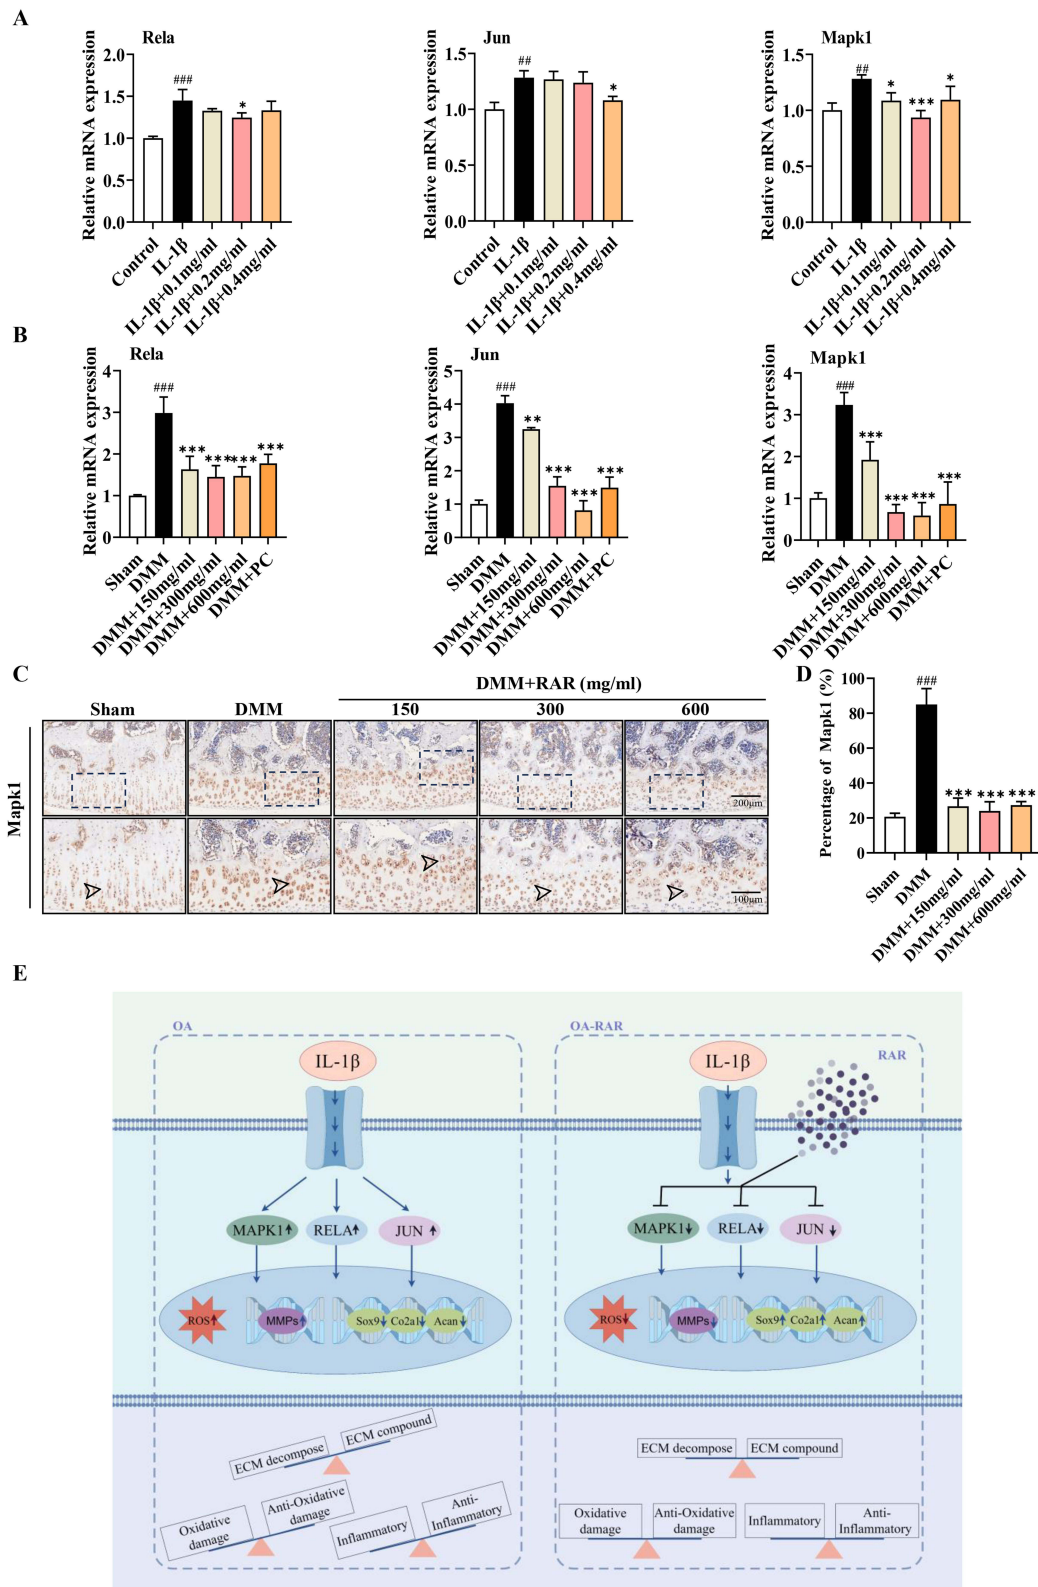 A
Rela
Relative mRNA expression
2.0
1.5
1.0
0.5
0.0
###
*
Control
IL-1β
IL-1β+0.1mg/ml
IL-1β+0.2mg/ml
IL-1β+0.4mg/ml
Jun
Relative mRNA expression
1.5
1.0
0.5
0.0
##
*
Control
IL-1β
IL-1β+0.1mg/ml
IL-1β+0.2mg/ml
IL-1β+0.4mg/ml
Mapk1
Relative mRNA expression
1.5
1.0
0.5
0.0
##
*
***
*
Control
IL-1β
IL-1β+0.1mg/ml
IL-1β+0.2mg/ml
IL-1β+0.4mg/ml
B
Rela
Relative mRNA expression
4
3
2
1
0
###
***
***
***
***
Sham
DMM
DMM+150mg/ml
DMM+300mg/ml
DMM+600mg/ml
DMM+PC
Jun
Relative mRNA expression
5
4
3
2
1
0
###
**
***
***
***
Sham
DMM
DMM+150mg/ml
DMM+300mg/ml
DMM+600mg/ml
DMM+PC
Mapk1
Relative mRNA expression
4
3
2
1
0
###
***
***
***
***
Sham
DMM
DMM+150mg/ml
DMM+300mg/ml
DMM+600mg/ml
DMM+PC
C
DMM+RAR (mg/ml)
Sham
DMM
150
300
600
Mapk1
200μm
100μm
D
Percentage of Mapk1 (%)
100
80
60
40
20
0
###
***
***
***
Sham
DMM
DMM+150mg/ml
DMM+300mg/ml
DMM+600mg/ml
E
OA
IL-1β
MAPK1
RELA
JUN
ROS
MMPs
Sox9
Co2a1
Acan
ECM decompose
ECM compound
Oxidative
damage
Anti-Oxidative
damage
Inflammatory
Anti-
Inflammatory
OA-RAR
IL-1β
RAR
MAPK1
RELA
JUN
ROS
MMPs
Sox9
Co2a1
Acan
ECM decompose
ECM compound
Oxidative
damage
Anti-Oxidative
damage
Inflammatory
Anti-
Inflammatory